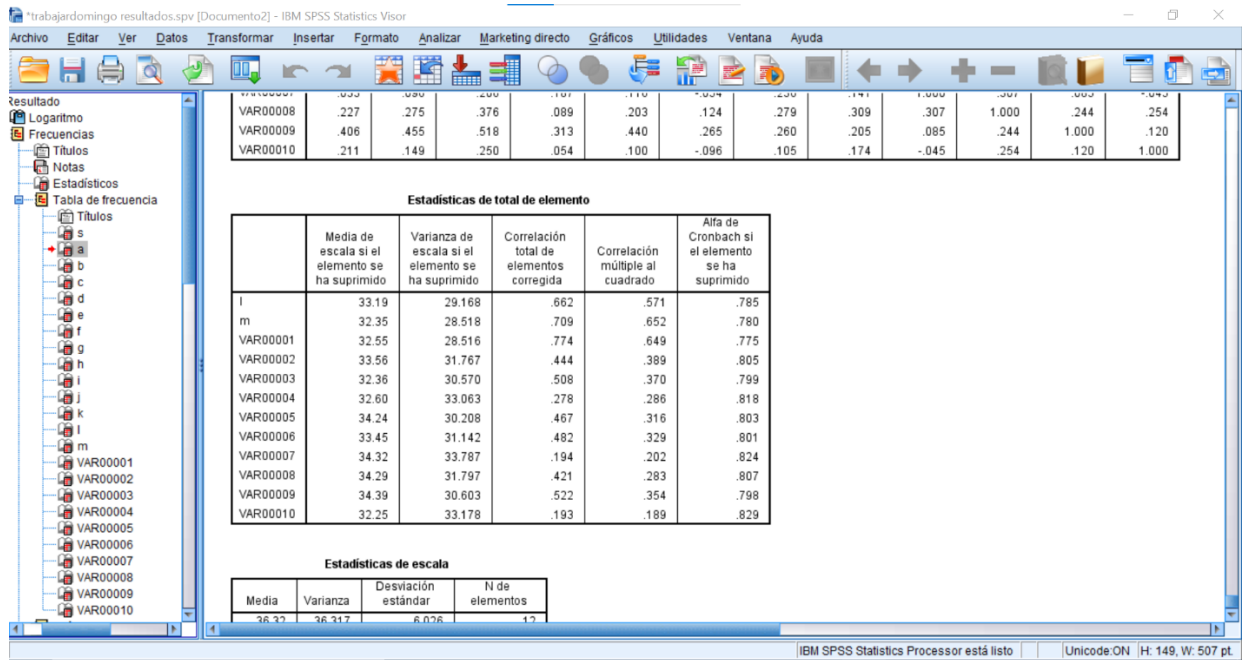 *trabajardomingo resultados.spv [Documento2] - IBM SPSS Statistics Visor
Archivo Editar Ver Datos Transformar Insertar Formato Analizar Marketing directo Gráficos Utilidades Ventana Ayuda
Resultado
Logaritmo
Frecuencias
Títulos
Notas
Estadísticos
Tabla de frecuencia
Títulos
s
a
b
c
d
e
f
g
h
i
j
k
l
m
VAR00001
VAR00002
VAR00003
VAR00004
VAR00005
VAR00006
VAR00007
VAR00008
VAR00009
VAR00010
VAR00008 .227 .275 .376 .089 .203 .124 .279 .309 .307 1.000 .244 .254
VAR00009 .406 .455 .518 .313 .440 .265 .260 .205 .085 .244 1.000 .120
VAR00010 .211 .149 .250 .054 .100 -.096 .105 .174 -.045 .254 .120 1.000
Estadísticas de total de elemento
Media de escala si el elemento se ha suprimido Varianza de escala si el elemento se ha suprimido Correlación total de elementos corregida Correlación múltiple al cuadrado Alfa de Cronbach si el elemento se ha suprimido
l 33.19 29.168 .662 .571 .785
m 32.35 28.518 .709 .652 .780
VAR00001 32.55 28.516 .774 .649 .775
VAR00002 33.56 31.767 .444 .389 .805
VAR00003 32.36 30.570 .508 .370 .799
VAR00004 32.60 33.063 .278 .286 .818
VAR00005 34.24 30.208 .467 .316 .803
VAR00006 33.45 31.142 .482 .329 .801
VAR00007 34.32 33.787 .194 .202 .824
VAR00008 34.29 31.797 .421 .283 .807
VAR00009 34.39 30.603 .522 .354 .798
VAR00010 32.25 33.178 .193 .189 .829
Estadísticas de escala
Media Varianza Desviación estándar N de elementos
36.32 36.317 6.026 12
IBM SPSS Statistics Processor está listo Unicode:ON H: 149, W: 507 pt.